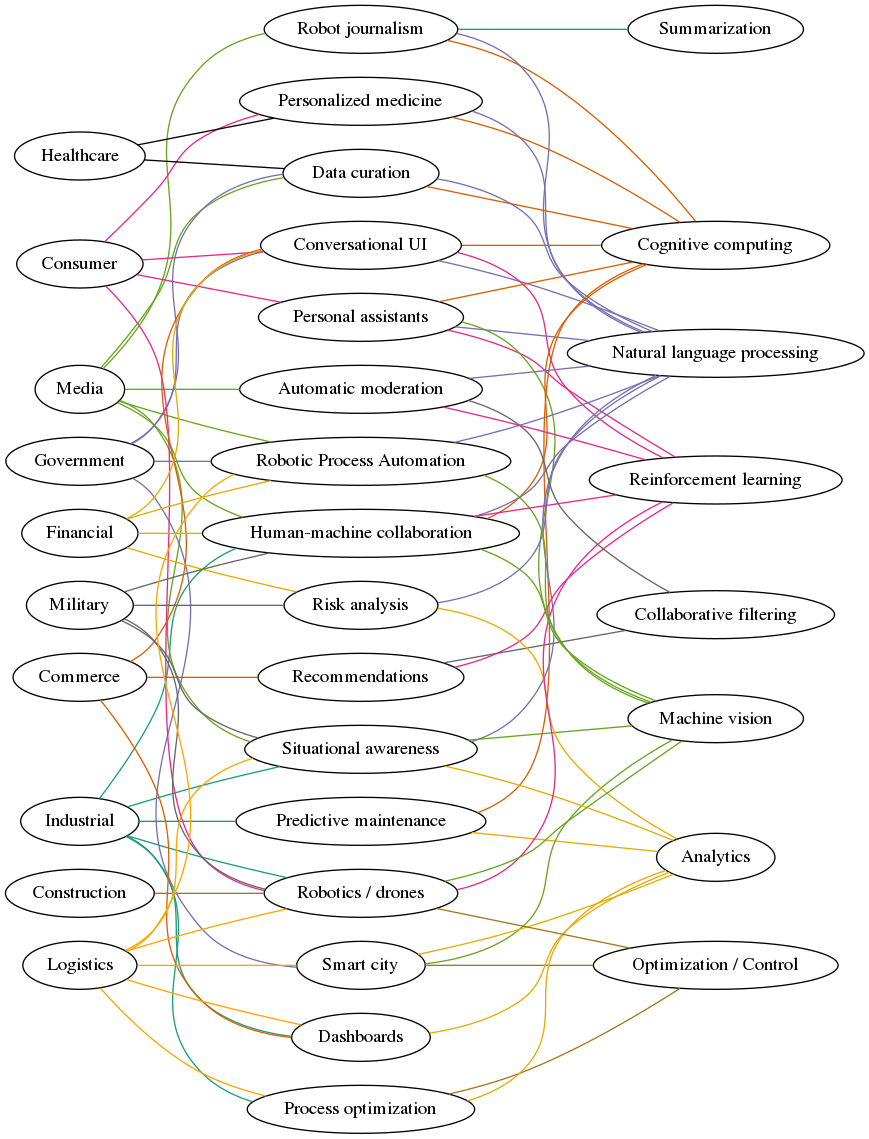 Robot journalism
Summarization
Personalized medicine
Healthcare
Data curation
Consumer
Conversational UI
Cognitive computing
Personal assistants
Natural language processing
Media
Automatic moderation
Government
Robotic Process Automation
Reinforcement learning
Financial
Human-machine collaboration
Military
Risk analysis
Collaborative filtering
Commerce
Recommendations
Machine vision
Situational awareness
Industrial
Predictive maintenance
Analytics
Construction
Robotics / drones
Logistics
Smart city
Optimization / Control
Dashboards
Process optimization